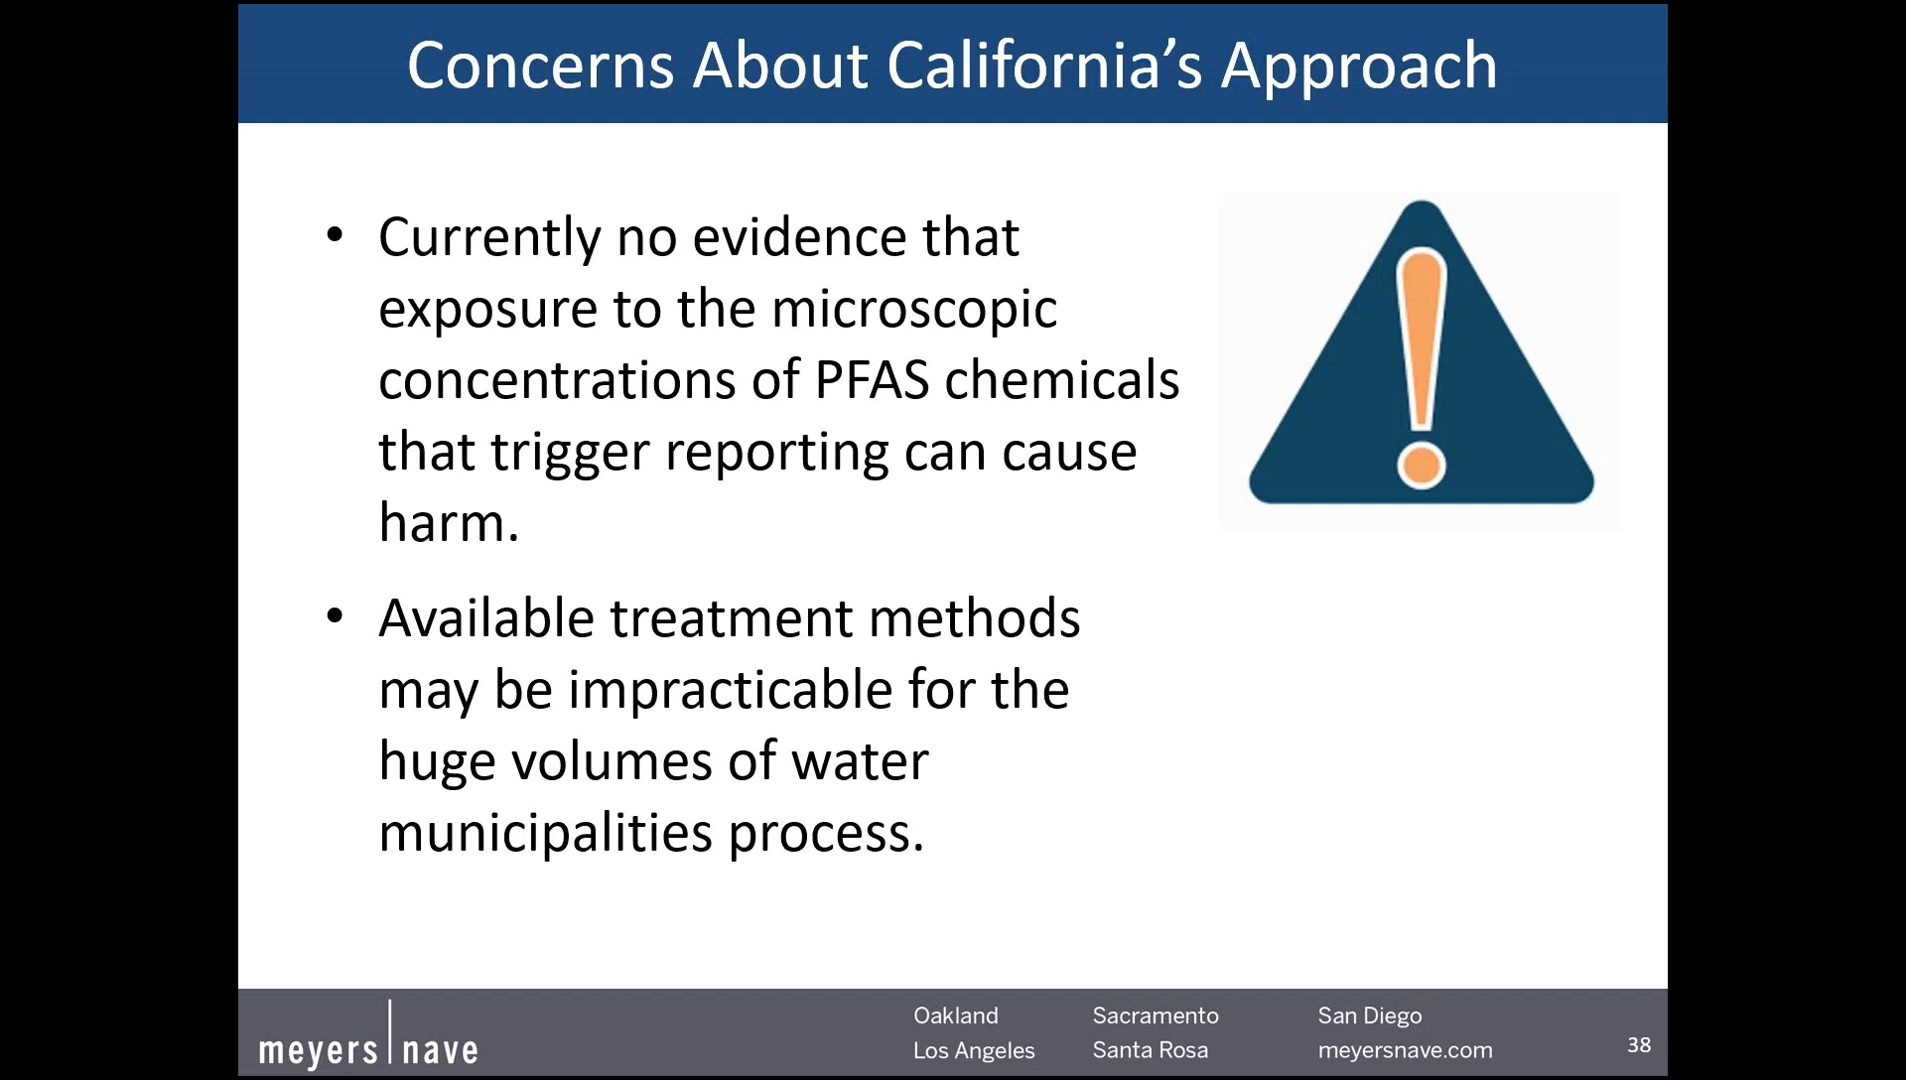 Concerns About California’s Approach
• Currently no evidence that
exposure to the microscopic
concentrations of PFAS chemicals
that trigger reporting can cause
harm.
• Available treatment methods
may be impracticable for the
huge volumes of water
municipalities process.
meyers nave
Oakland Sacramento San Diego
Los Angeles Santa Rosa meyersnave.com
38